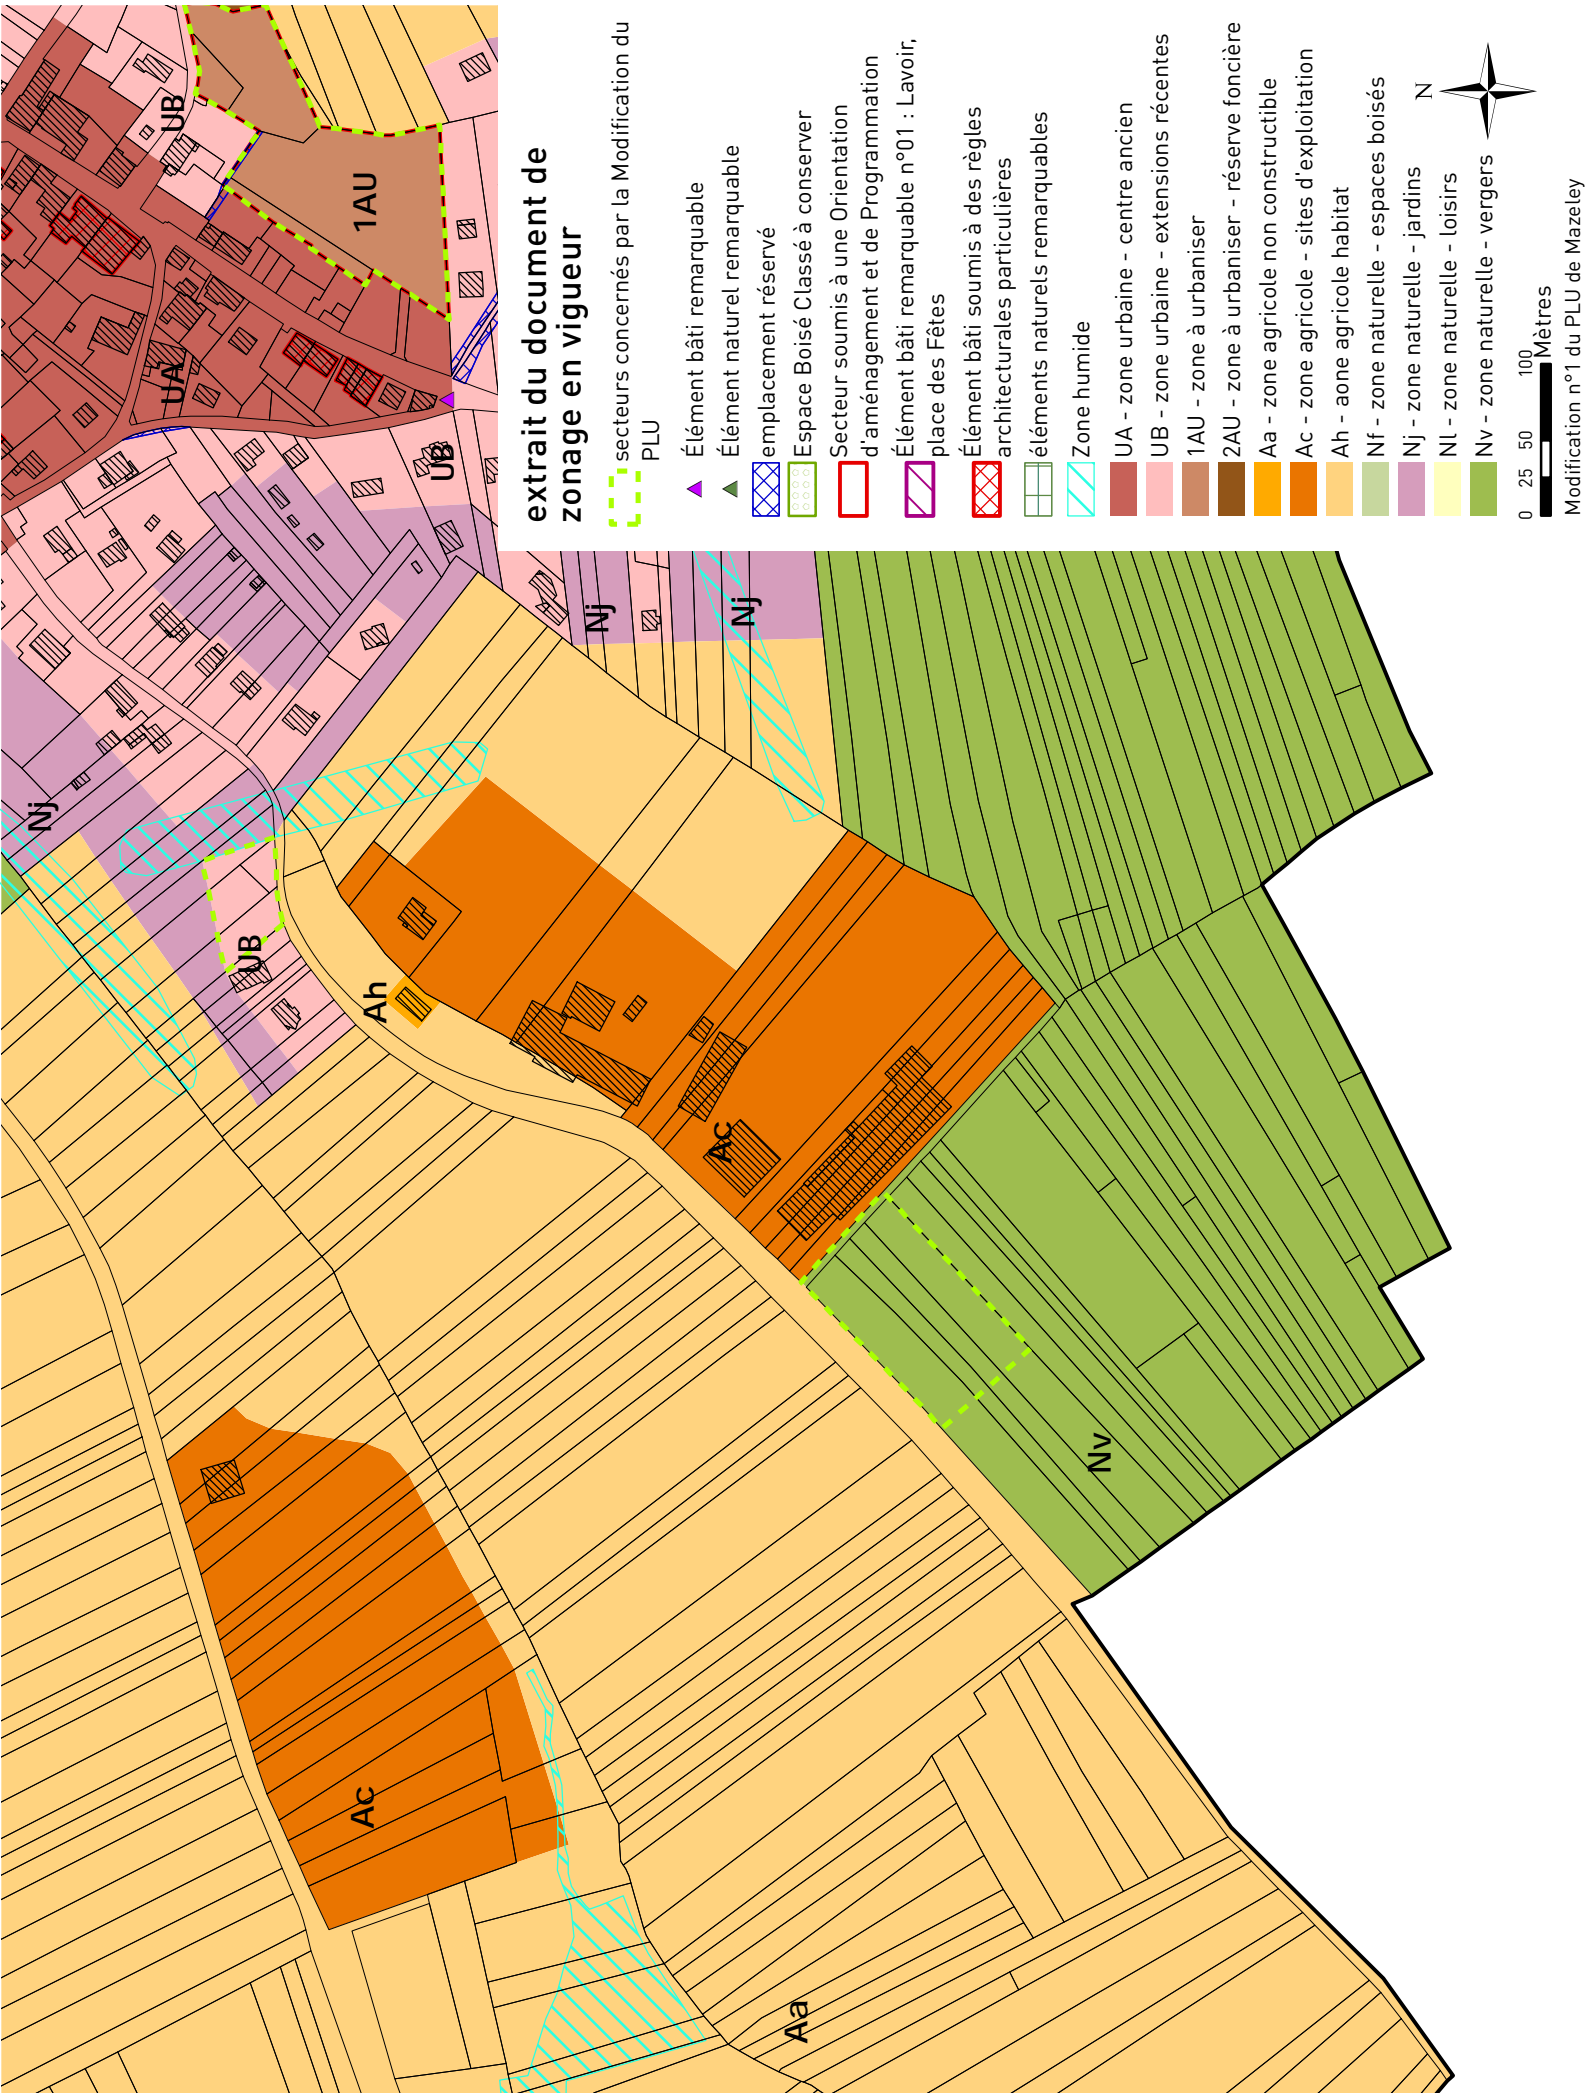 extrait du document de
zonage en vigueur
secteurs concernés par la Modification du
PLU
Élément bâti remarquable
Elément naturel remarquable
emplacement réservé
Espace Boisé Classé à conserver
Secteur soumis à une Orientation
d'aménagement et de Programmation
Élément bâti remarquable n°01 : Lavoir,
place des Fêtes
Élément bâti soumis à des règles
architecturales particulières
éléments naturels remarquables
Zone humide
UA - zone urbaine - centre ancien
UB - zone urbaine - extensions récentes
1AU - zone à urbaniser
2AU - zone à urbaniser - réserve foncière
Aa - zone agricole non constructible
Ac - zone agricole - sites d'exploitation
Ah - aone agricole habitat
Nf - zone naturelle - espaces boisés
Nj - zone naturelle - jardins
Nl - zone naturelle - loisirs
Nv - zone naturelle - vergers
N
0 25 50 100
Mètres
Modification n°1 du PLU de Mazeley
UB
1AU
UA
UB
Nj
Nj
Nj
UB
Ah
Ac
Nv
Ac
Aa